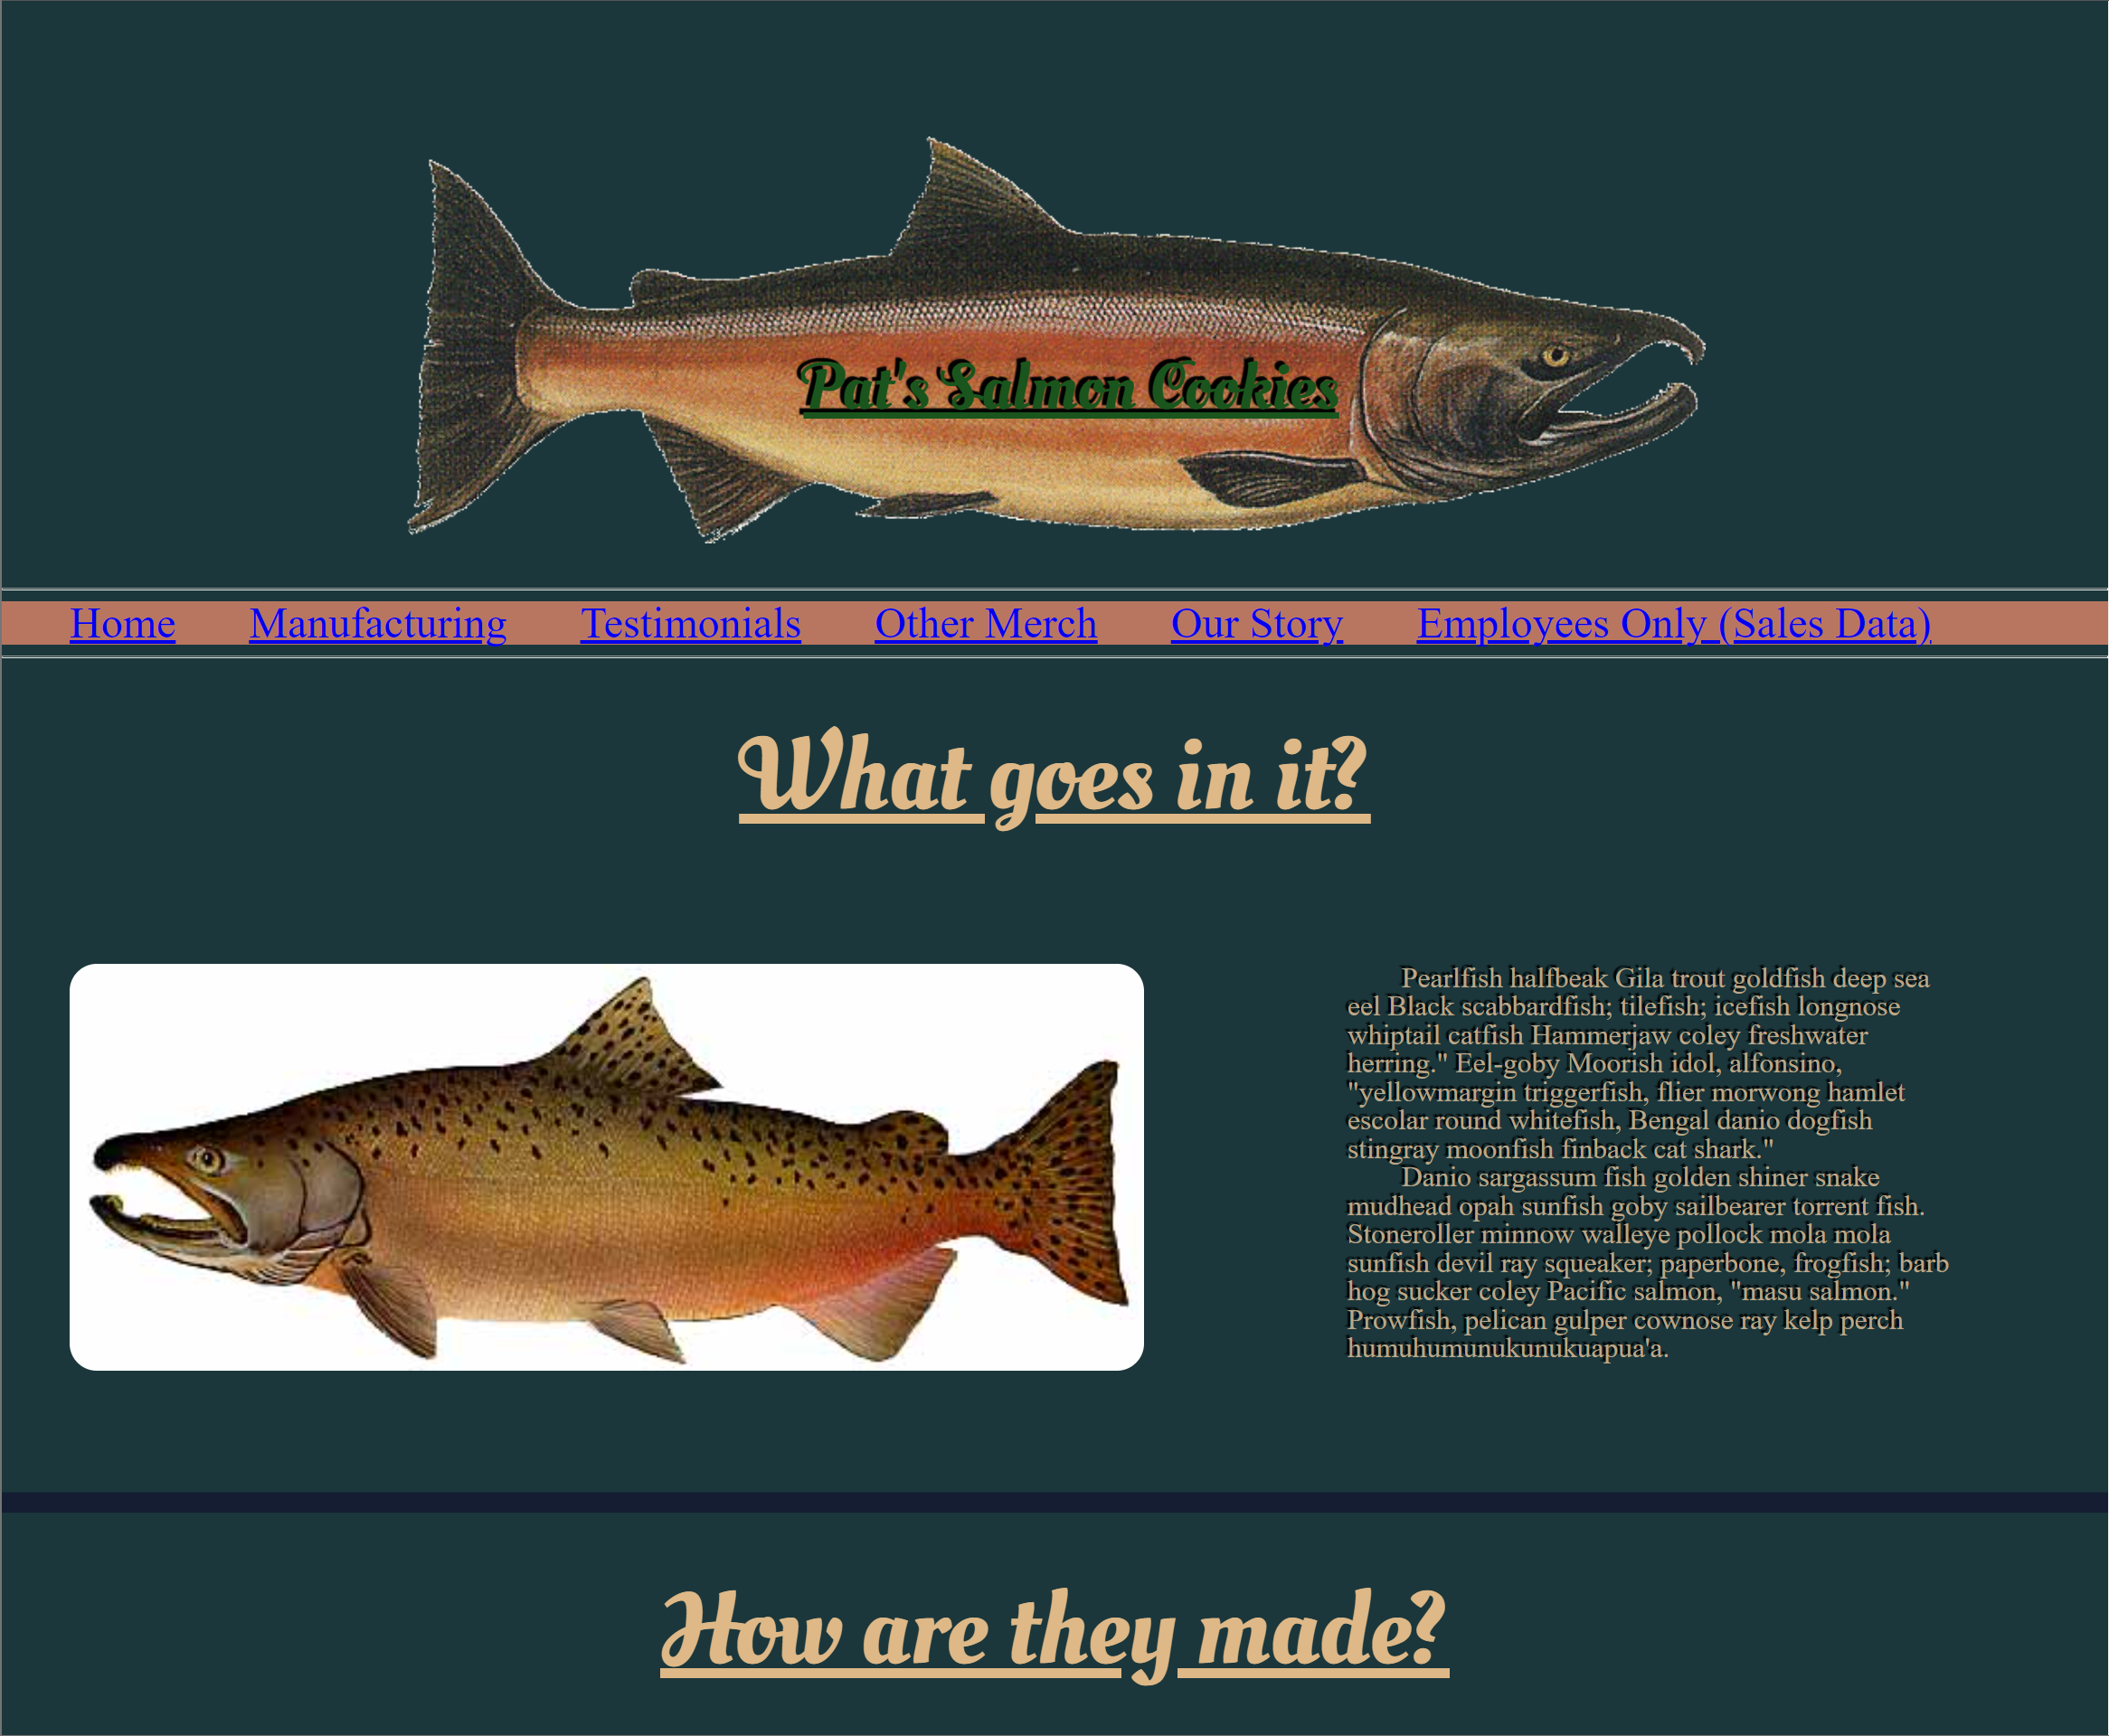 Pat's Salmon Cookies
Home Manufacturing Testimonials Other Merch Our Story Employees Only (Sales Data)
What goes in it?
Pearlfish halfbeak Gila trout goldfish deep sea
eel Black scabbardfish; tilefish; icefish longnose
whiptail catfish Hammerjaw coley freshwater
herring." Eel-goby Moorish idol, alfonsino,
"yellowmargin triggerfish, flier morwong hamlet
escolar round whitefish, Bengal danio dogfish
stingray moonfish finback cat shark."
Danio sargassum fish golden shiner snake
mudhead opah sunfish goby sailbearer torrent fish.
Stoneroller minnow walleye pollock mola mola
sunfish devil ray squeaker; paperbone, frogfish; barb
hog sucker coley Pacific salmon, "masu salmon."
Prowfish, pelican gulper cownose ray kelp perch
humuhumunukunukuapua'a.
How are they made?